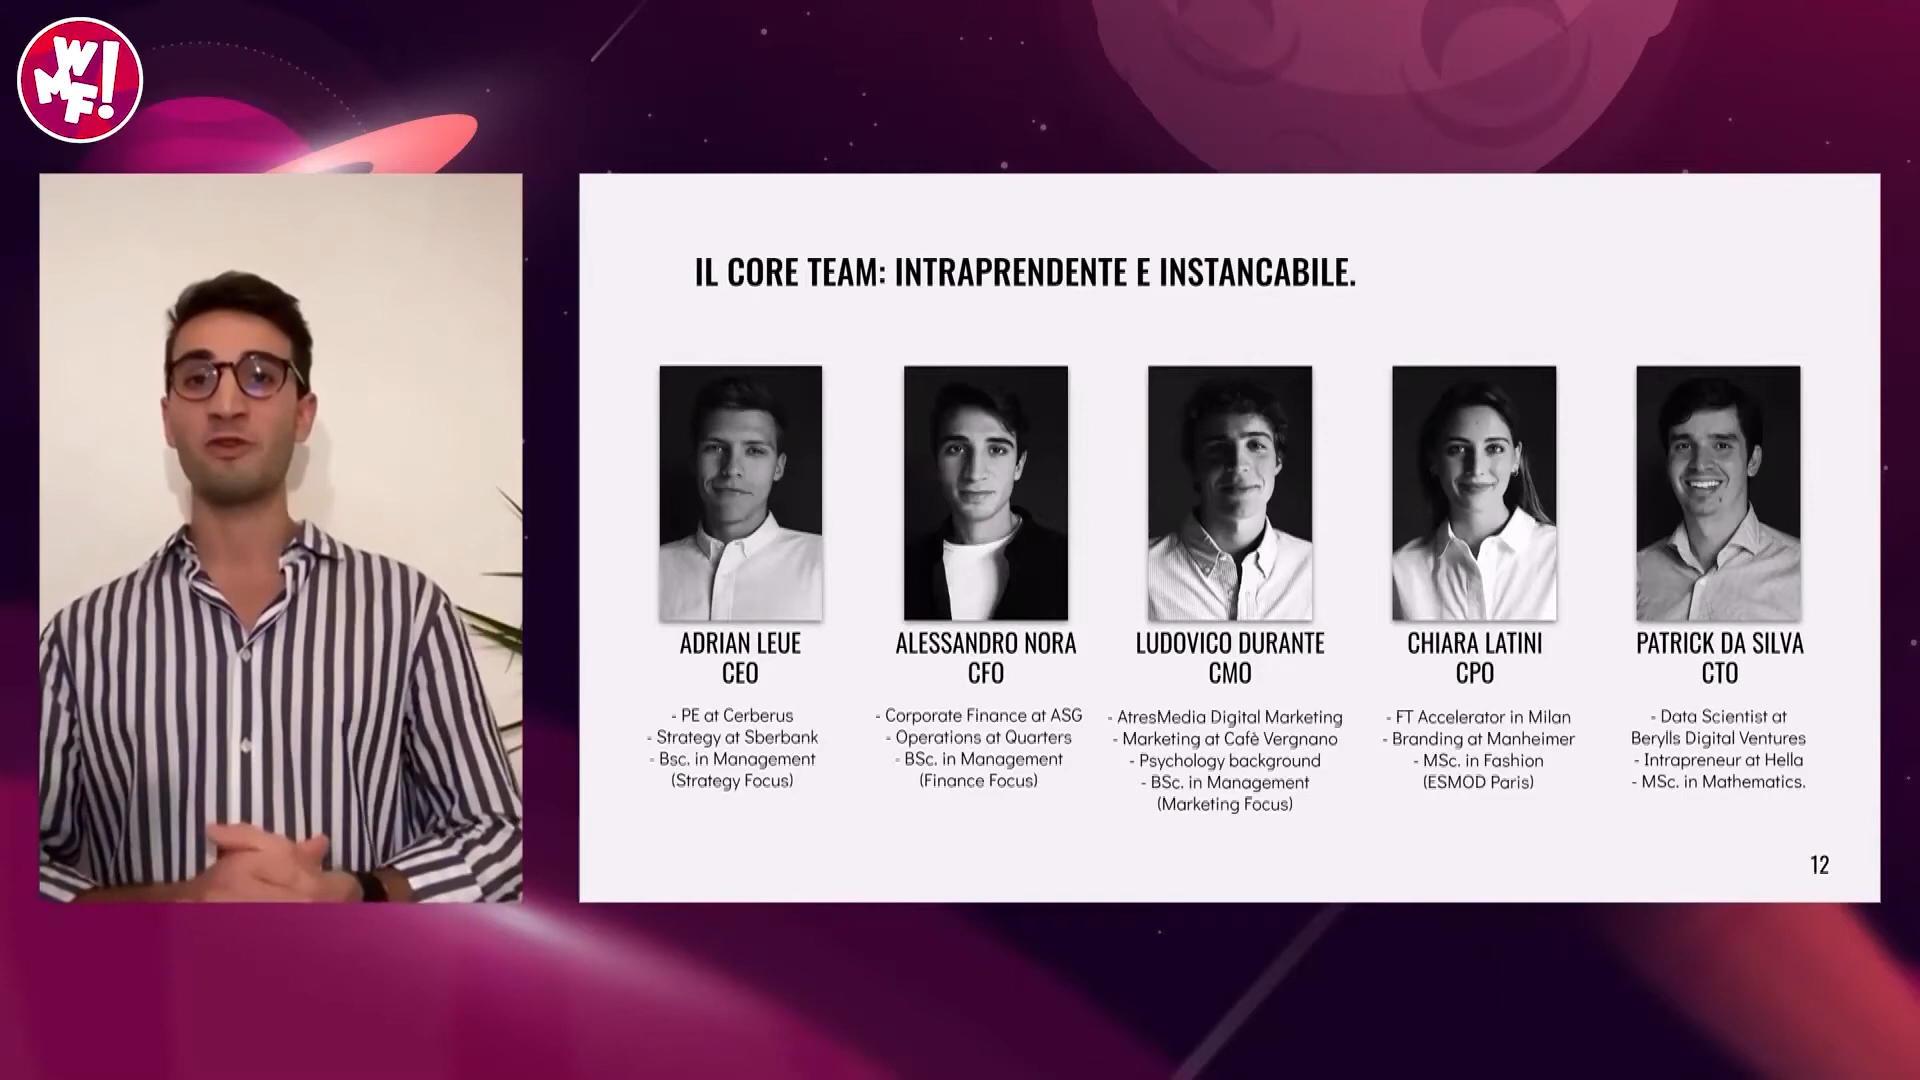 WMF!
IL CORE TEAM: INTRAPRENDENTE E INSTANCABILE.
ADRIAN LEUE
CEO
- PE at Cerberus
- Strategy at Sberbank
- Bsc. in Management
(Strategy Focus)
ALESSANDRO NORA
CFO
- Corporate Finance at ASG
- Operations at Quarters
- BSc. in Management
(Finance Focus)
LUDOVICO DURANTE
CMO
- AtresMedia Digital Marketing
- Marketing at Cafè Vergnano
- Psychology background
- BSc. in Management
(Marketing Focus)
CHIARA LATINI
CPO
- FT Accelerator in Milan
- Branding at Manheimer
- MSc. in Fashion
(ESMOD Paris)
PATRICK DA SILVA
CTO
- Data Scientist at
Berylls Digital Ventures
- Intrapreneur at Hella
- MSc. in Mathematics.
12